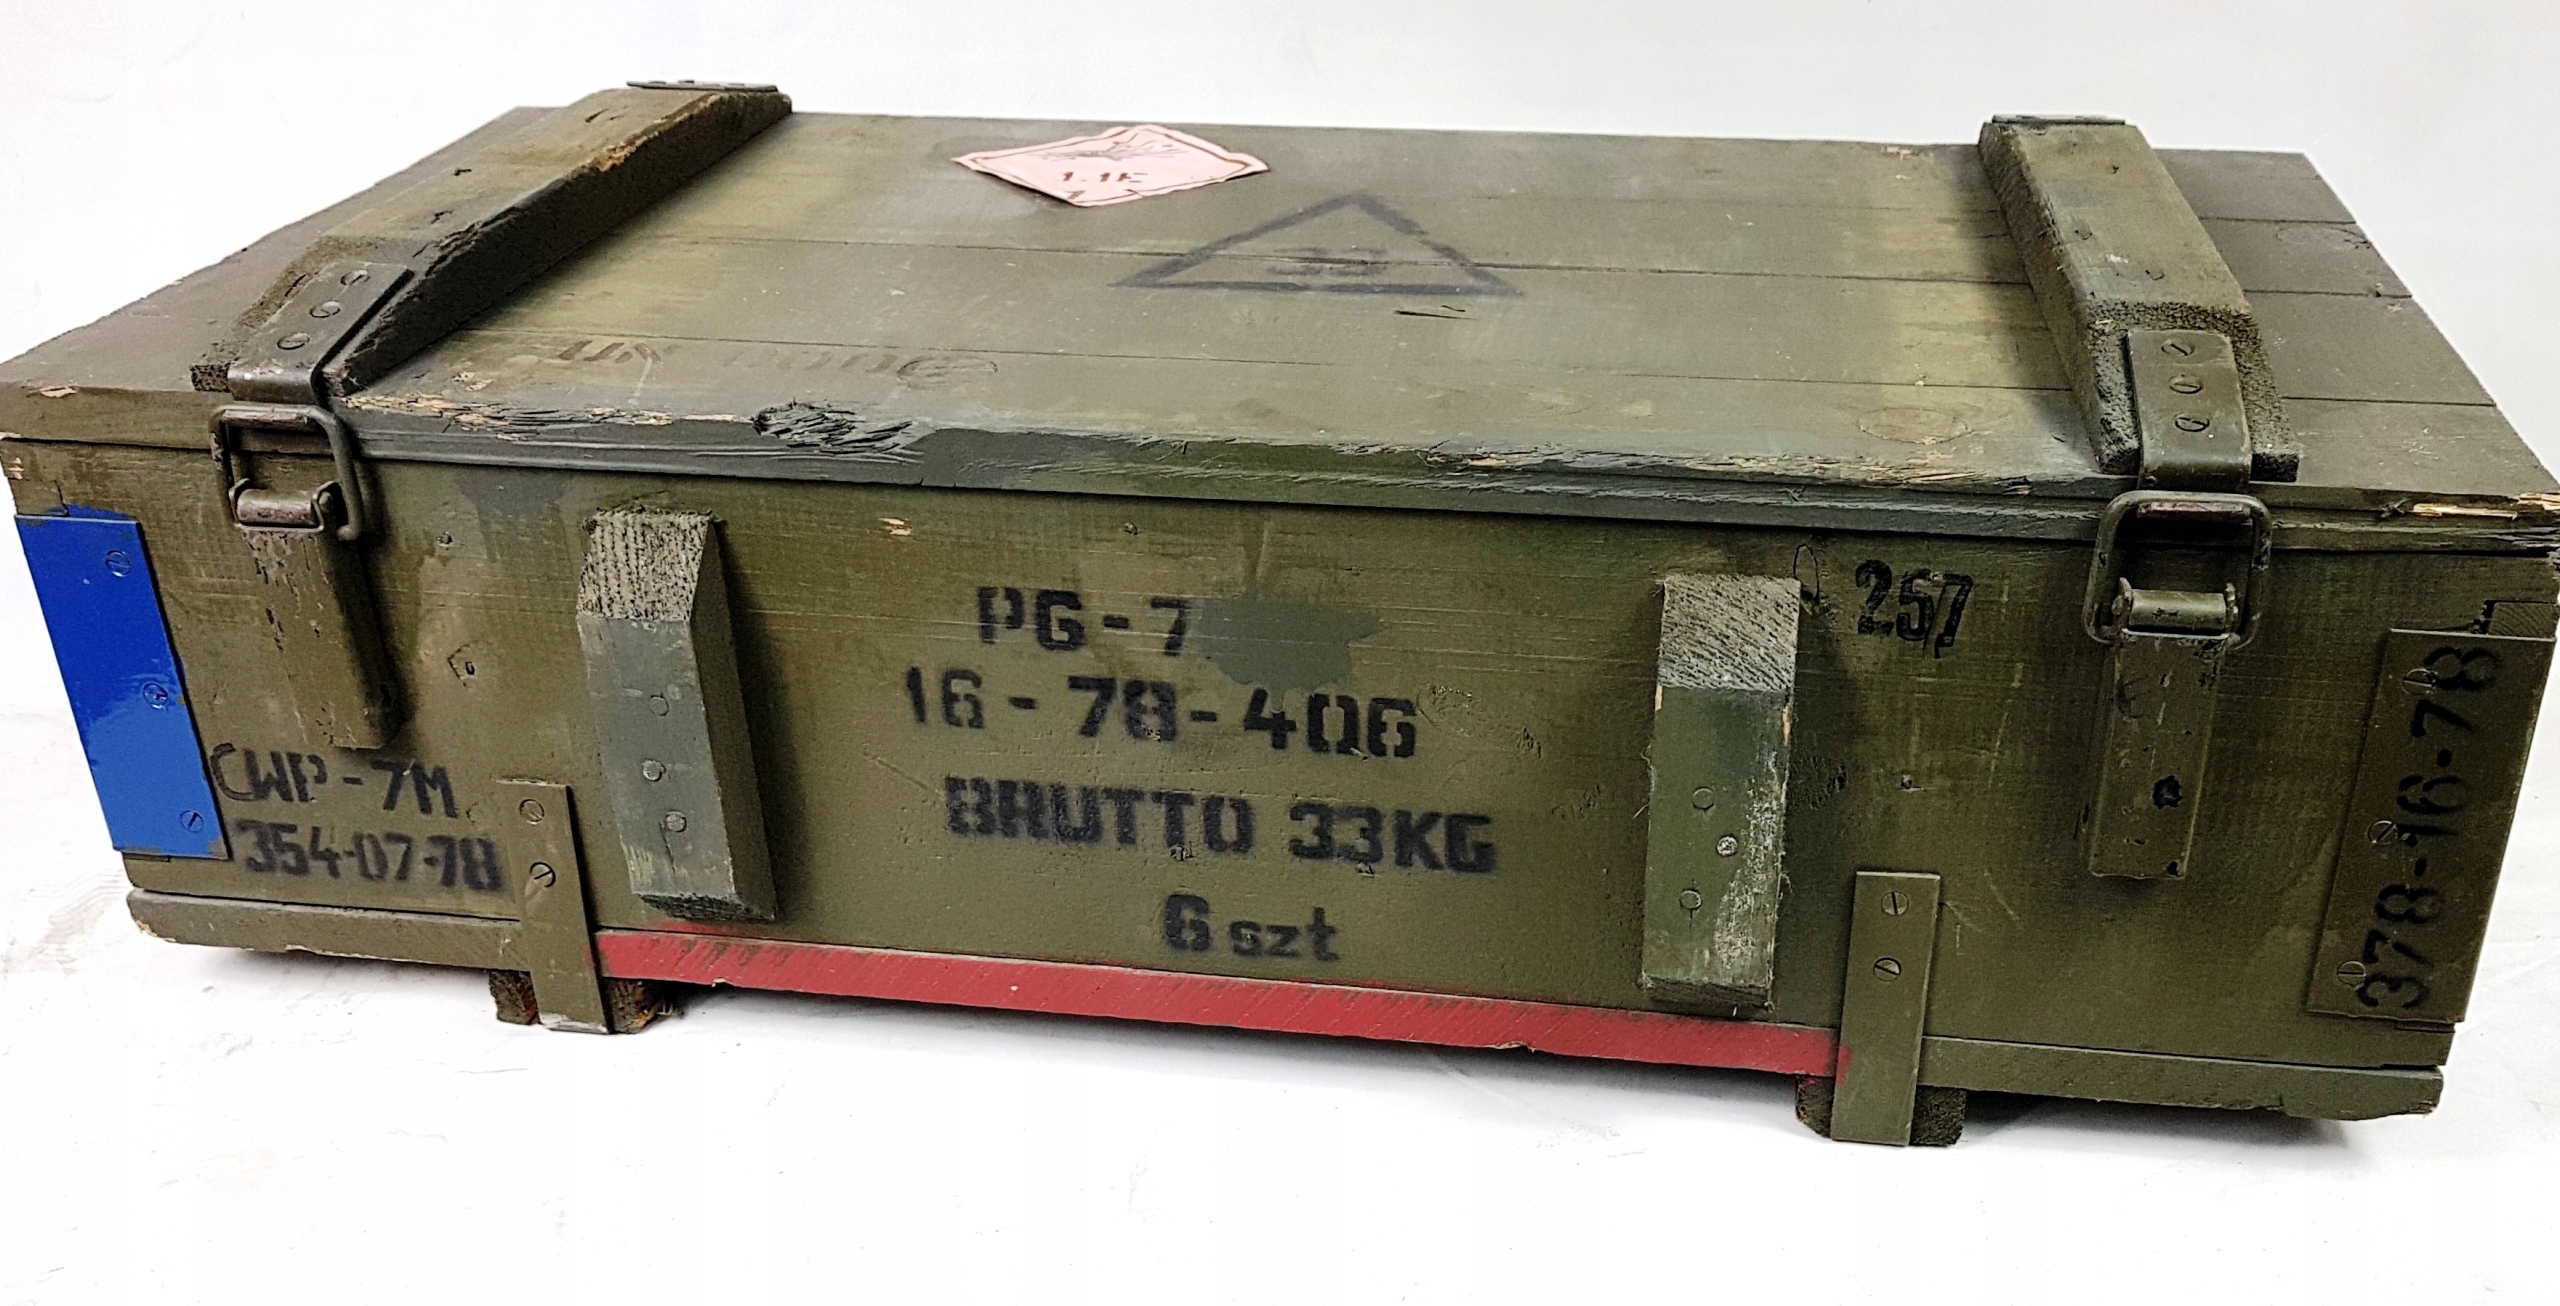 1.1E
33
PG-7
257
16-78-406
CWP-7M
BRUTTO 33KG
354-07-78
6 szt
378-16-78